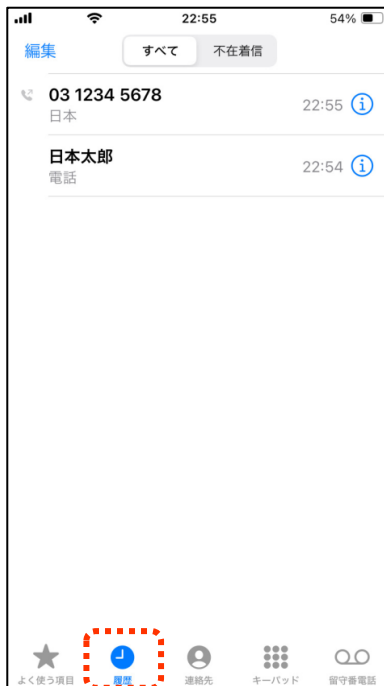 22:55 54%
編集 すべて 不在着信
03 1234 5678
日本
22:55
日本太郎
電話
22:54
よく使う項目 履歴 連絡先 キーパッド 留守番電話